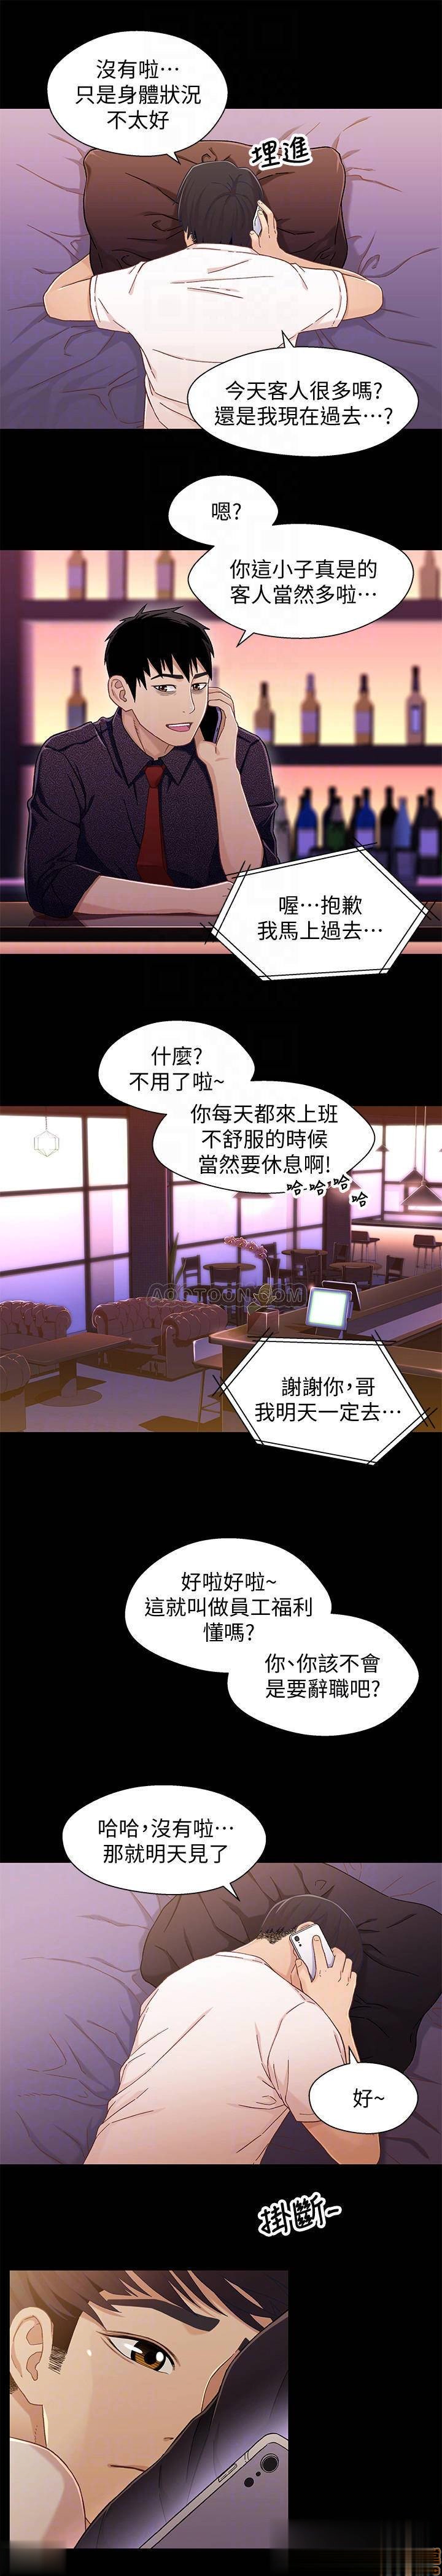 沒有啦…
只是身體狀況
不太好
埋進
今天客人很多嗎?
還是我現在過去…?
嗯?
你這小子真是的
客人當然多啦…
喔…抱歉
我馬上過去…
什麼?
不用了啦~
你每天都來上班
不舒服的時候
當然要休息啊!
哈-哈-哈
哈
謝謝你,哥
我明天一定去…
好啦好啦~
這就叫做員工福利
懂嗎?
你、你該不會
是要辭職吧?
哈哈,沒有啦…
那就明天見了
好~
掛斷-